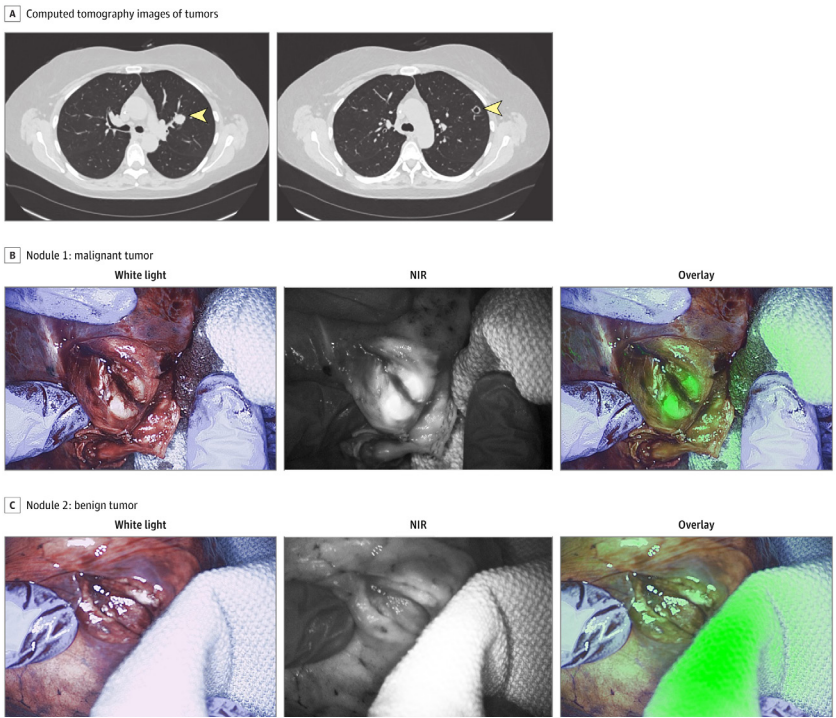 A Computed tomography images of tumors
B Nodule 1: malignant tumor
White light NIR Overlay
C Nodule 2: benign tumor
White light NIR Overlay